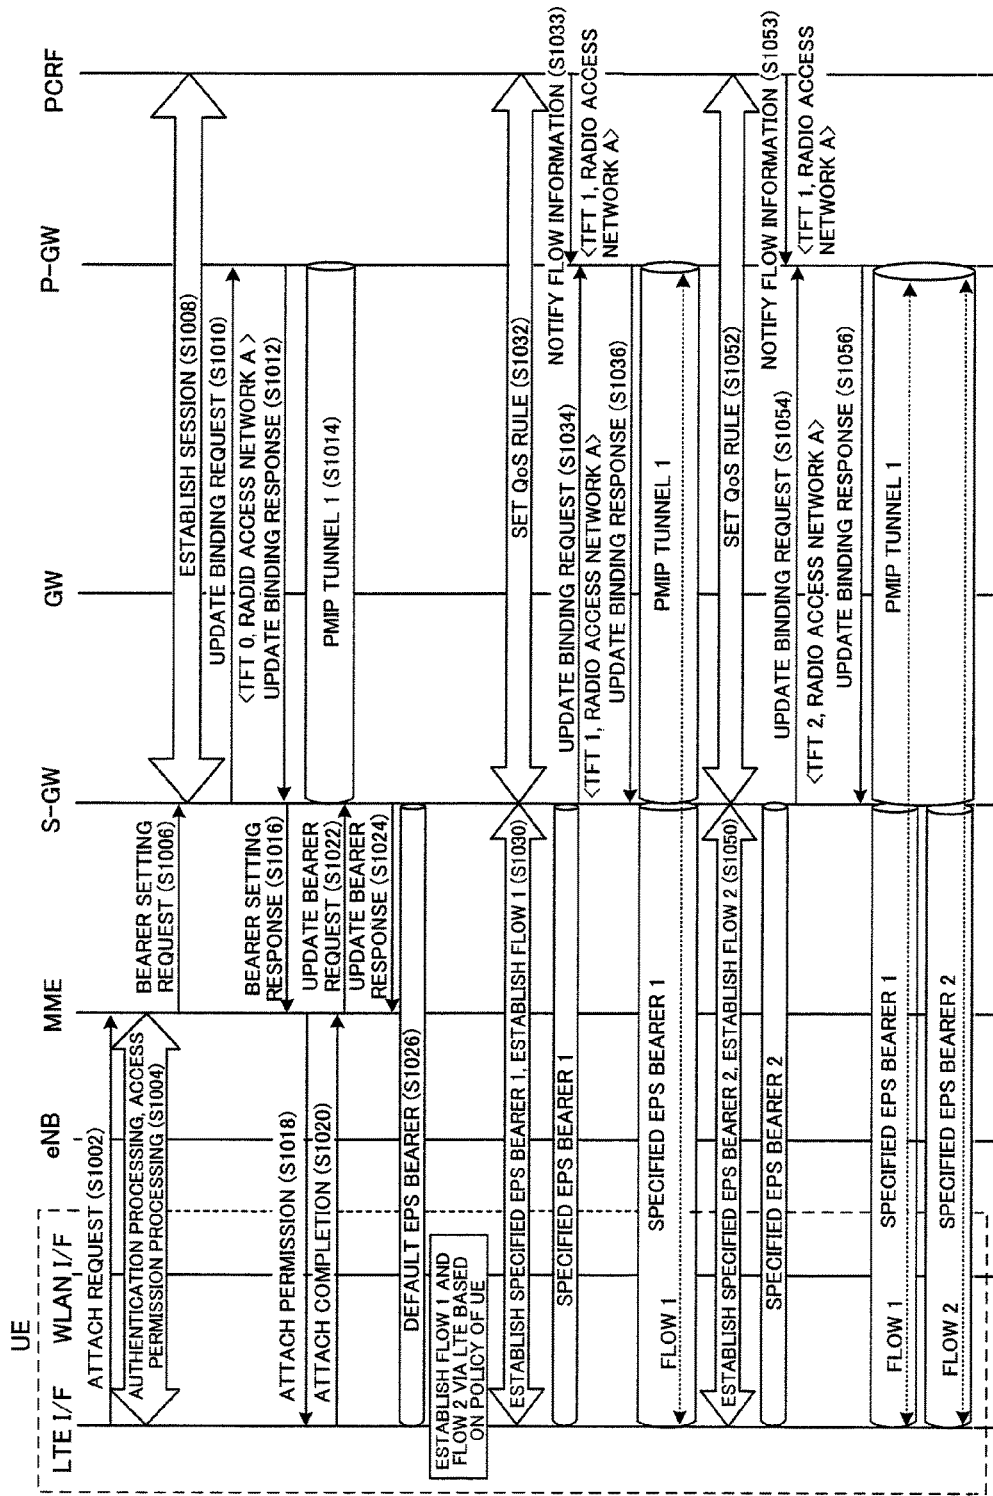 UE
LTE I/F
WLAN I/F
eNB
MME
S-GW
GW
P-GW
PCRF
ATTACH REQUEST (S1002)
AUTHENTICATION PROCESSING, ACCESS
PERMISSION PROCESSING (S1004)
BEARER SETTING
REQUEST (S1006)
ESTABLISH SESSION (S1008)
UPDATE BINDING REQUEST (S1010)
<TFT 0, RADIO ACCESS NETWORK A >
UPDATE BINDING RESPONSE (S1012)
PMIP TUNNEL 1 (S1014)
BEARER SETTING
RESPONSE (S1016)
ATTACH PERMISSION (S1018)
ATTACH COMPLETION (S1020)
UPDATE BEARER
REQUEST (S1022)
UPDATE BEARER
RESPONSE (S1024)
DEFAULT EPS BEARER (S1026)
ESTABLISH FLOW 1 AND
FLOW 2 VIA LTE BASED
ON POLICY OF UE
ESTABLISH SPECIFIED EPS BEARER 1, ESTABLISH FLOW 1 (S1030)
SET QoS RULE (S1032)
NOTIFY FLOW INFORMATION (S1033)
<TFT 1, RADIO ACCESS
NETWORK A>
SPECIFIED EPS BEARER 1
UPDATE BINDING REQUEST (S1034)
<TFT 1, RADIO ACCESS NETWORK A>
UPDATE BINDING RESPONSE (S1036)
FLOW 1
SPECIFIED EPS BEARER 1
PMIP TUNNEL 1
ESTABLISH SPECIFIED EPS BEARER 2, ESTABLISH FLOW 2 (S1050)
SET QoS RULE (S1052)
NOTIFY FLOW INFORMATION (S1053)
<TFT 1, RADIO ACCESS
NETWORK A>
SPECIFIED EPS BEARER 2
UPDATE BINDING REQUEST (S1054)
<TFT 2, RADIO ACCESS NETWORK A>
UPDATE BINDING RESPONSE (S1056)
FLOW 1
SPECIFIED EPS BEARER 1
PMIP TUNNEL 1
FLOW 2
SPECIFIED EPS BEARER 2